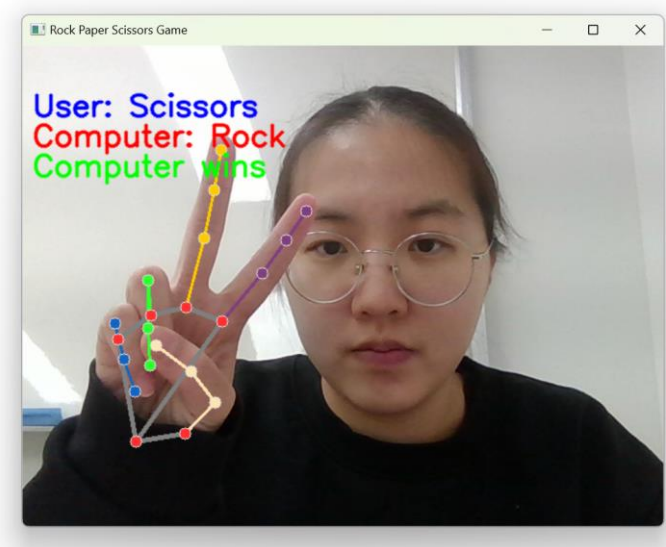 Rock Paper Scissors Game
User: Scissors
Computer: Rock
Computer wins